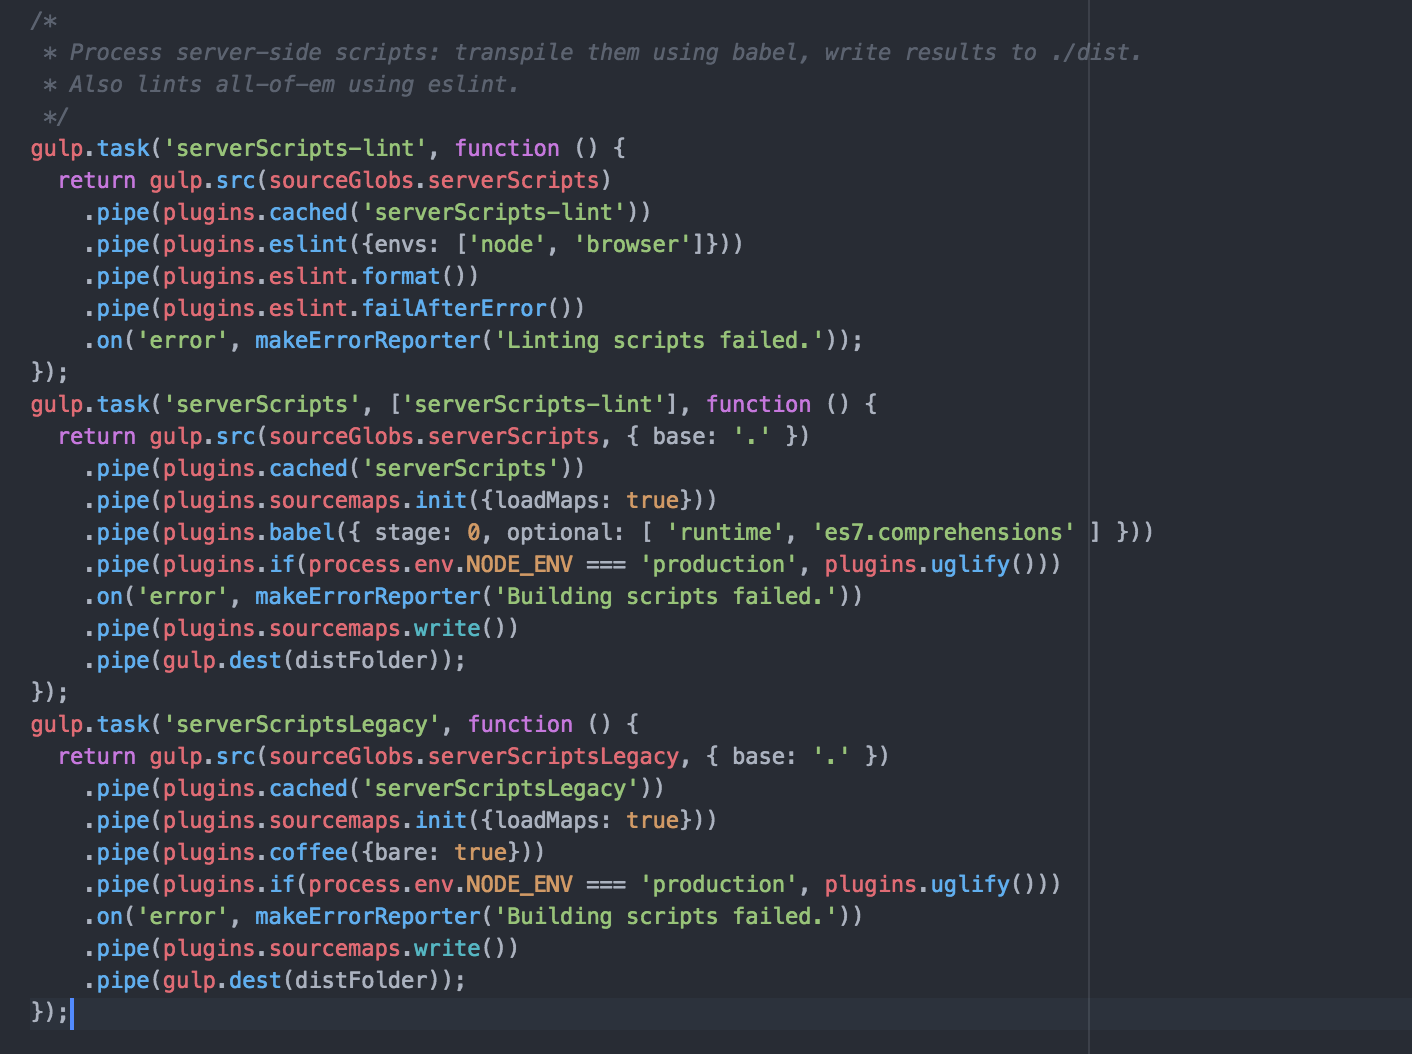 /*
 * Process server-side scripts: transpile them using babel, write results to ./dist.
 * Also lints all-of-em using eslint.
 */
gulp.task('serverScripts-lint', function () {
  return gulp.src(sourceGlobs.serverScripts)
    .pipe(plugins.cached('serverScripts-lint'))
    .pipe(plugins.eslint({envs: ['node', 'browser']}))
    .pipe(plugins.eslint.format())
    .pipe(plugins.eslint.failAfterError())
    .on('error', makeErrorReporter('Linting scripts failed.'));
});
gulp.task('serverScripts', ['serverScripts-lint'], function () {
  return gulp.src(sourceGlobs.serverScripts, { base: '.' })
    .pipe(plugins.cached('serverScripts'))
    .pipe(plugins.sourcemaps.init({loadMaps: true}))
    .pipe(plugins.babel({ stage: 0, optional: [ 'runtime', 'es7.comprehensions' ] }))
    .pipe(plugins.if(process.env.NODE_ENV === 'production', plugins.uglify()))
    .on('error', makeErrorReporter('Building scripts failed.'))
    .pipe(plugins.sourcemaps.write())
    .pipe(gulp.dest(distFolder));
});
gulp.task('serverScriptsLegacy', function () {
  return gulp.src(sourceGlobs.serverScriptsLegacy, { base: '.' })
    .pipe(plugins.cached('serverScriptsLegacy'))
    .pipe(plugins.sourcemaps.init({loadMaps: true}))
    .pipe(plugins.coffee({bare: true}))
    .pipe(plugins.if(process.env.NODE_ENV === 'production', plugins.uglify()))
    .on('error', makeErrorReporter('Building scripts failed.'))
    .pipe(plugins.sourcemaps.write())
    .pipe(gulp.dest(distFolder));
});